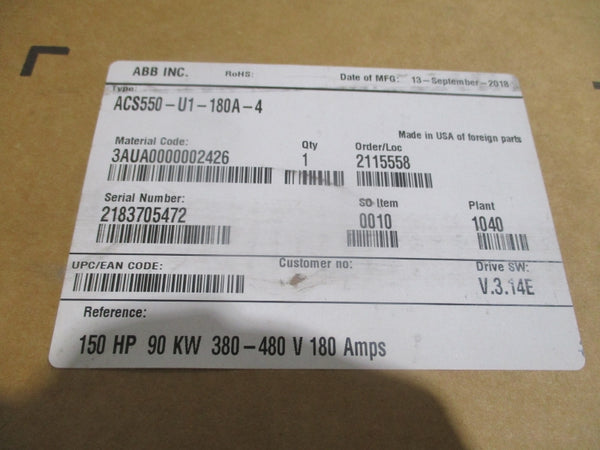 ABB INC. RoHS: Date of MFG: 13-September-2018
Type:
ACS550-U1-180A-4
Made in USA of foreign parts
Material Code: Qty Order/Loc
3AUA0000002426 1 2115558
Serial Number: SO Item Plant
2183705472 0010 1040
UPC/EAN CODE: Customer no: Drive SW:
V.3.14E
Reference:
150 HP 90 KW 380-480 V 180 Amps